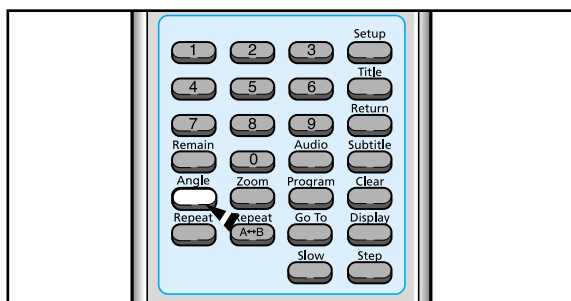 Setup
1 2 3
Title
4 5 6
Return
7 8 9
Remain Audio Subtitle
0
Angle Zoom Program Clear
Repeat Repeat Go To Display
A↔B
Slow Step